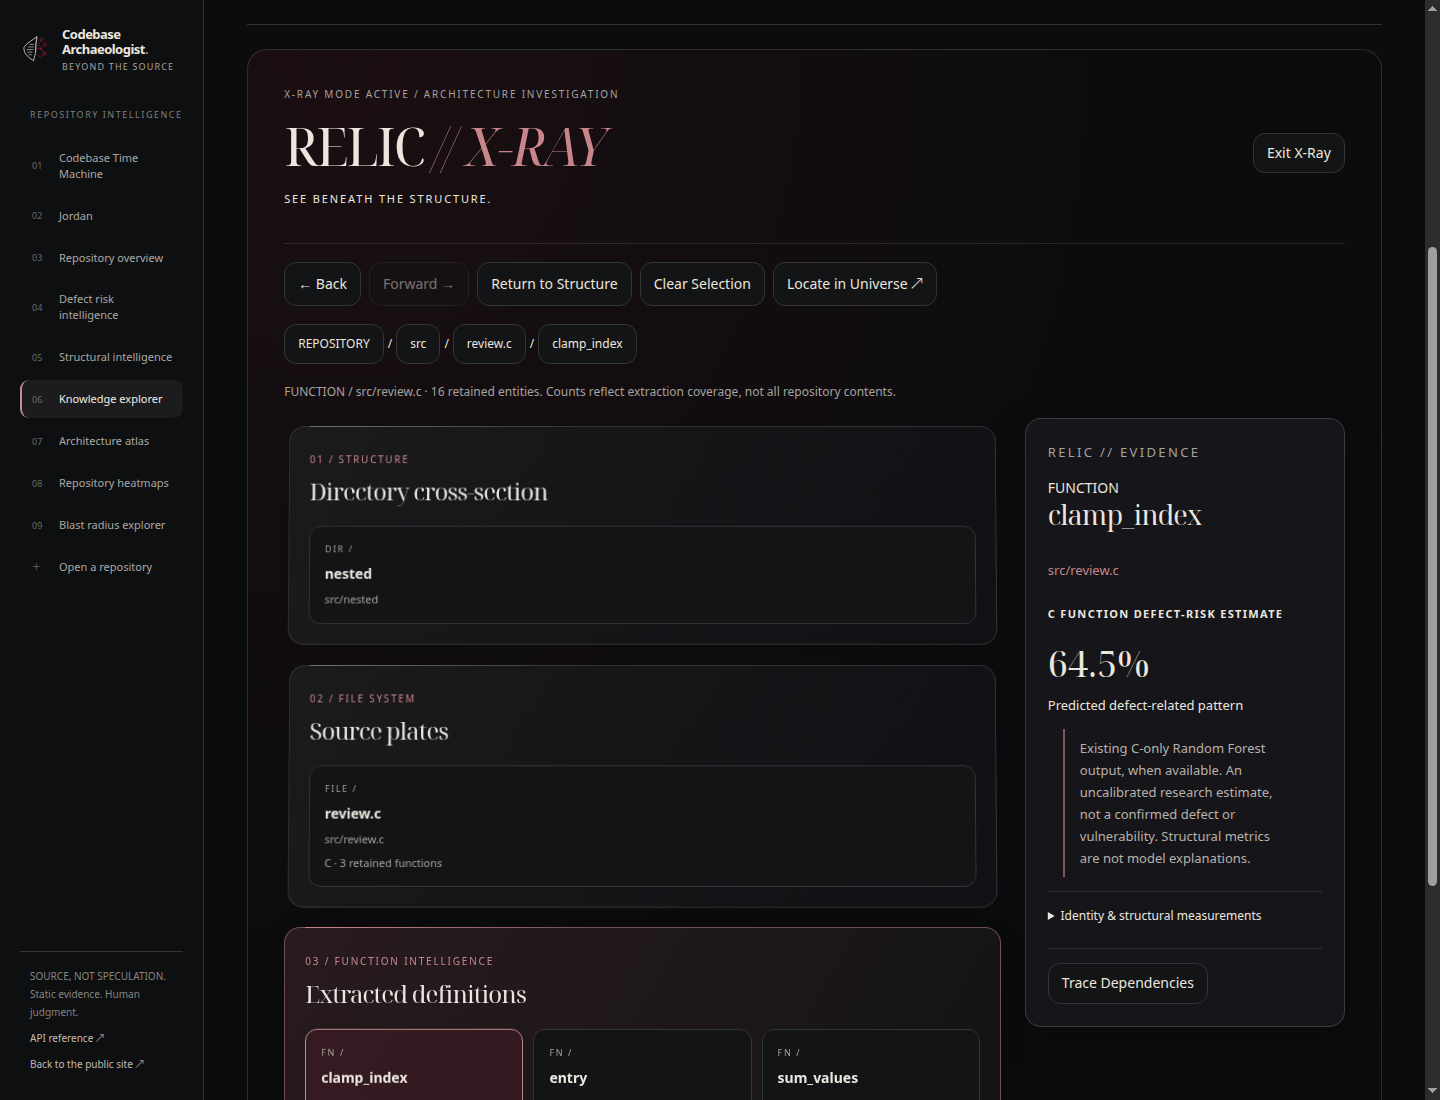 Codebase
Archaeologist.
BEYOND THE SOURCE
REPOSITORY INTELLIGENCE
01 Codebase Time
Machine
02 Jordan
03 Repository overview
04 Defect risk
intelligence
05 Structural intelligence
06 Knowledge explorer
07 Architecture atlas
08 Repository heatmaps
09 Blast radius explorer
+ Open a repository
SOURCE, NOT SPECULATION.
Static evidence. Human
judgment.
API reference ↗
Back to the public site ↗
X-RAY MODE ACTIVE / ARCHITECTURE INVESTIGATION
RELIC // X-RAY
SEE BENEATH THE STRUCTURE.
Exit X-Ray
← Back
Forward →
Return to Structure
Clear Selection
Locate in Universe ↗
REPOSITORY / src / review.c / clamp_index
FUNCTION / src/review.c · 16 retained entities. Counts reflect extraction coverage, not all repository contents.
01 / STRUCTURE
Directory cross-section
DIR /
nested
src/nested
02 / FILE SYSTEM
Source plates
FILE /
review.c
src/review.c
C · 3 retained functions
03 / FUNCTION INTELLIGENCE
Extracted definitions
FN /
clamp_index
FN /
entry
FN /
sum_values
RELIC // EVIDENCE
FUNCTION
clamp_index
src/review.c
C FUNCTION DEFECT-RISK ESTIMATE
64.5%
Predicted defect-related pattern
Existing C-only Random Forest
output, when available. An
uncalibrated research estimate,
not a confirmed defect or
vulnerability. Structural metrics
are not model explanations.
▶ Identity & structural measurements
Trace Dependencies